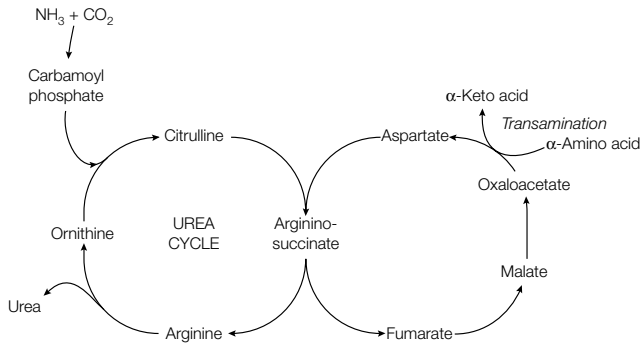 NH3 + CO2
Carbamoyl
phosphate
α-Keto acid
Transamination
Citrulline
Aspartate
α-Amino acid
Oxaloacetate
Ornithine
UREA
CYCLE
Arginino-
succinate
Malate
Urea
Arginine
Fumarate